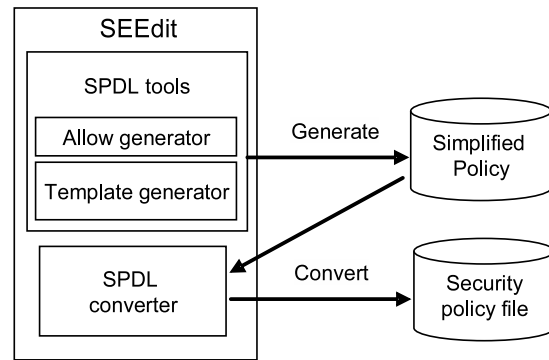 SEEdit
SPDL tools
Allow generator
Template generator
Generate
Simplified
Policy
SPDL
converter
Convert
Security
policy file